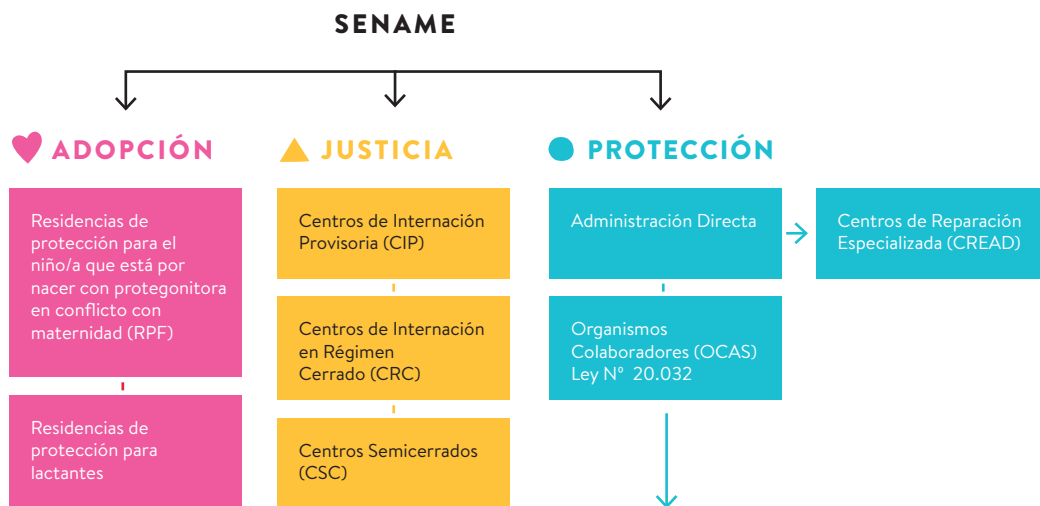 SENAME
ADOPCIÓN
Residencias de
protección para el
niño/a que está por
nacer con protegonitora
en conflicto con
maternidad (RPF)
Residencias de
protección para
lactantes
JUSTICIA
Centros de Internación
Provisoria (CIP)
Centros de Internación
en Régimen
Cerrado (CRC)
Centros Semicerrados
(CSC)
PROTECCIÓN
Administración Directa
Centros de Reparación
Especializada (CREAD)
Organismos
Colaboradores (OCAS)
Ley Nº 20.032